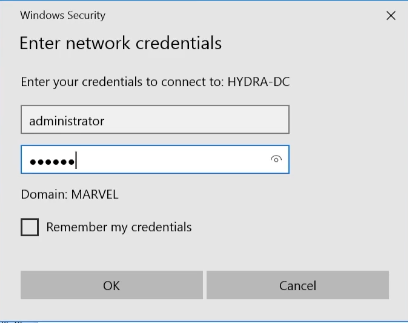 Windows Security
Enter network credentials
Enter your credentials to connect to: HYDRA-DC
administrator
●●●●●●
Domain: MARVEL
Remember my credentials
OK
Cancel